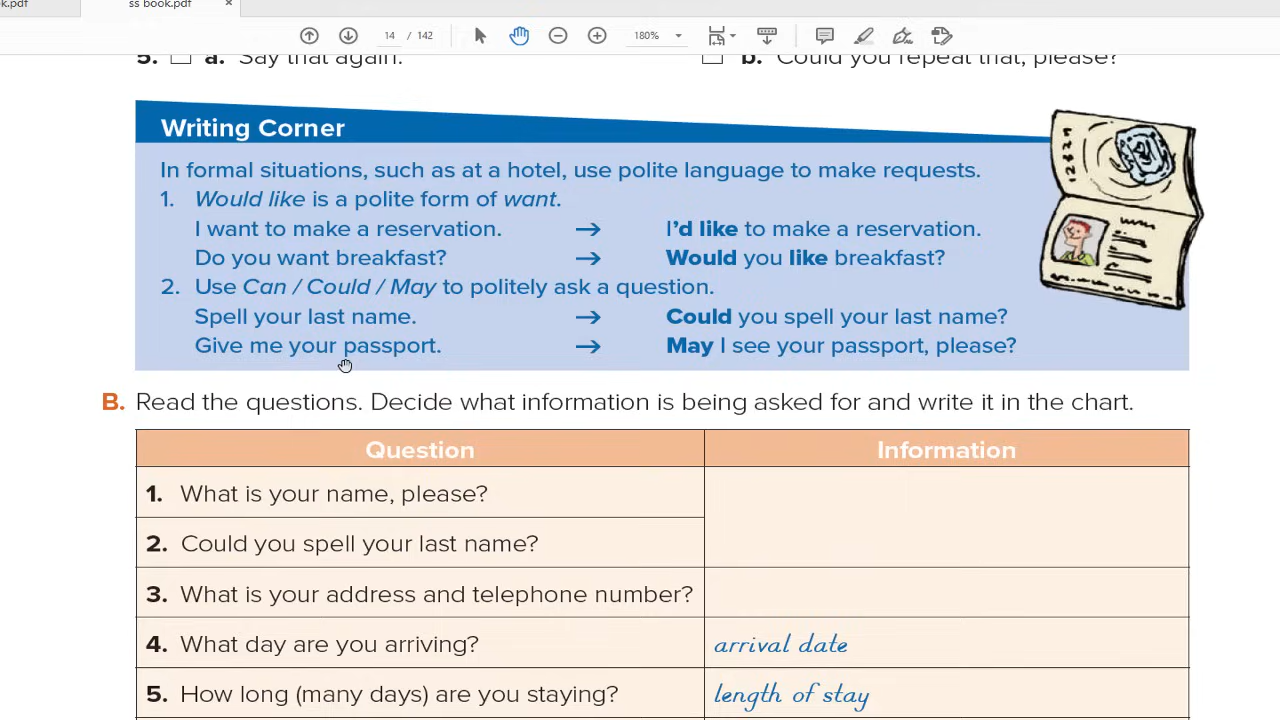 k.pdf
ss book.pdf ×
14 / 142
180%
5. a. Say that again. b. Could you repeat that, please?
Writing Corner
In formal situations, such as at a hotel, use polite language to make requests.
1. Would like is a polite form of want.
I want to make a reservation. → I'd like to make a reservation.
Do you want breakfast? → Would you like breakfast?
2. Use Can / Could / May to politely ask a question.
Spell your last name. → Could you spell your last name?
Give me your passport. → May I see your passport, please?
B. Read the questions. Decide what information is being asked for and write it in the chart.
Question Information
1. What is your name, please?
2. Could you spell your last name?
3. What is your address and telephone number?
4. What day are you arriving? arrival date
5. How long (many days) are you staying? length of stay